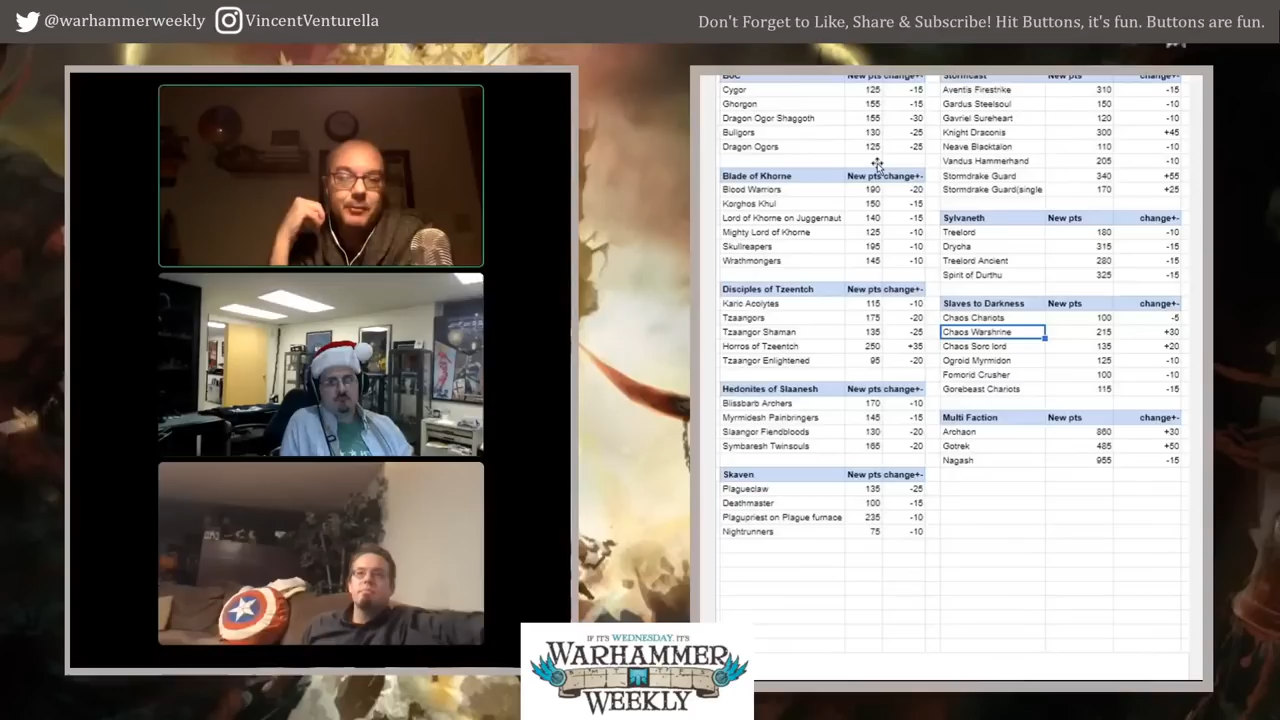 @warhammerweekly VincentVenturella
Don't Forget to Like, Share & Subscribe! Hit Buttons, it's fun. Buttons are fun.
BoC New pts change+-
Cygor 125 -15
Ghorgon 155 -15
Dragon Ogor Shaggoth 155 -30
Bullgors 130 -25
Dragon Ogors 125 -25
Blade of Khorne New pts change+-
Blood Warriors 190 -20
Korghos Khul 150 -15
Lord of Khorne on Juggernaut 140 -15
Mighty Lord of Khorne 125 -10
Skullreapers 195 -10
Wrathmongers 145 -10
Disciples of Tzeentch New pts change+-
Karic Acolytes 115 -10
Tzaangors 175 -20
Tzaangor Shaman 135 -25
Horros of Tzeentch 250 +35
Tzaangor Enlightened 95 -20
Hedonites of Slaanesh New pts change+-
Blissbarb Archers 170 -10
Myrmidesh Painbringers 145 -15
Slaangor Fiendbloods 130 -20
Symbaresh Twinsouls 165 -20
Skaven New pts change+-
Plagueclaw 135 -25
Deathmaster 100 -15
Plagupriest on Plague furnace 235 -10
Nightrunners 75 -10
Stormcast New pts change+-
Aventis Firestrike 310 -15
Gardus Steelsoul 150 -10
Gavriel Sureheart 120 -10
Knight Draconis 300 +45
Neave Blacktalon 110 -10
Vandus Hammerhand 205 -10
Stormdrake Guard 340 +55
Stormdrake Guard(single 170 +25
Sylvaneth New pts change+-
Treelord 180 -10
Drycha 315 -15
Treelord Ancient 280 -15
Spirit of Durthu 325 -15
Slaves to Darkness New pts change+-
Chaos Chariots 100 -5
Chaos Warshrine 215 +30
Chaos Sorc lord 135 +20
Ogroid Myrmidon 125 -10
Fomorid Crusher 100 -10
Gorebeast Chariots 115 -15
Multi Faction New pts change+-
Archaon 860 +30
Gotrek 485 +50
Nagash 955 -15
IF IT'S WEDNESDAY, IT'S
WARHAMMER
WEEKLY